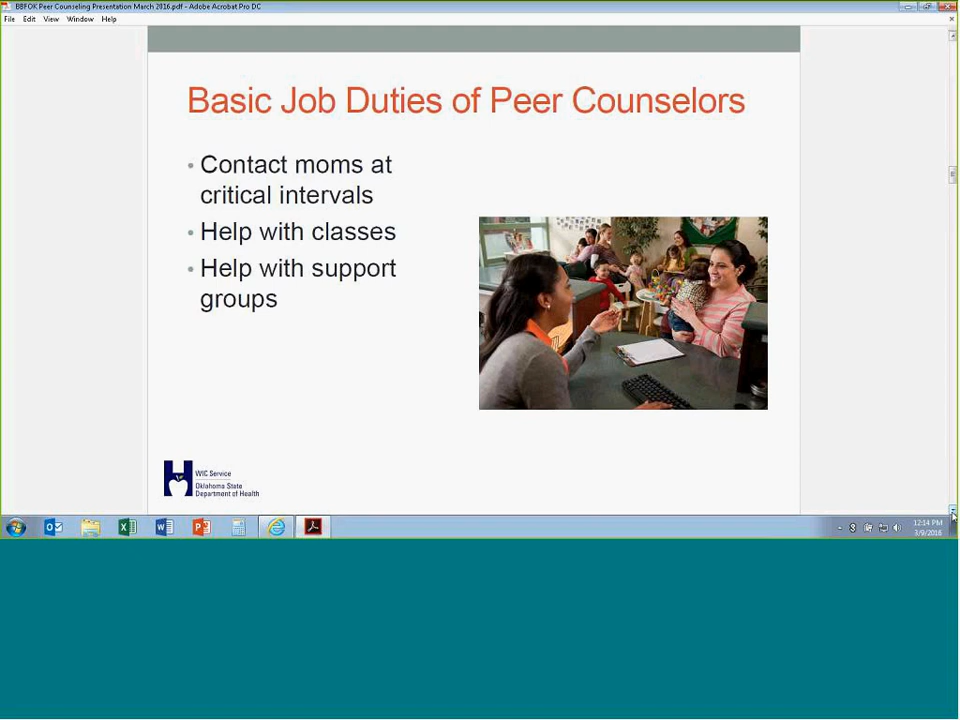 BBFOK Peer Counseling Presentation March 2016.pdf - Adobe Acrobat Pro DC
File Edit View Window Help
Basic Job Duties of Peer Counselors
• Contact moms at
critical intervals
• Help with classes
• Help with support
groups
WIC Service
Oklahoma State
Department of Health
12:14 PM
3/9/2016